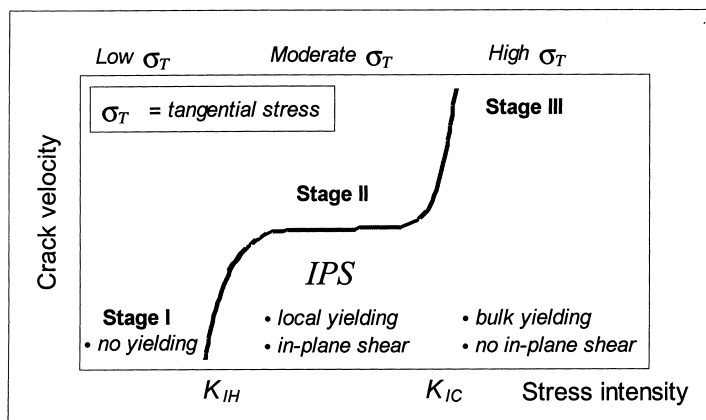 Low σT Moderate σT High σT
σT = tangential stress
Stage III
Crack velocity
Stage II
IPS
Stage I
• no yielding
• local yielding
• in-plane shear
• bulk yielding
• no in-plane shear
KIH KIC Stress intensity